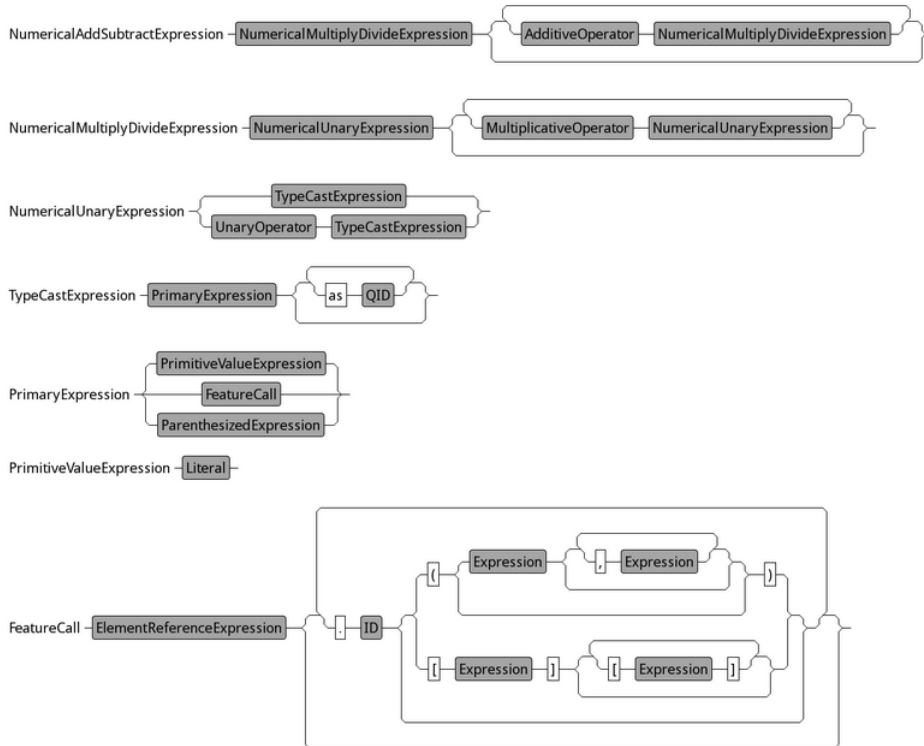 NumericalAddSubtractExpression NumericalMultiplyDivideExpression AdditiveOperator NumericalMultiplyDivideExpression
NumericalMultiplyDivideExpression NumericalUnaryExpression MultiplicativeOperator NumericalUnaryExpression
TypeCastExpression
NumericalUnaryExpression
UnaryOperator TypeCastExpression
TypeCastExpression PrimaryExpression as QID
PrimitiveValueExpression
PrimaryExpression FeatureCall
ParenthesizedExpression
PrimitiveValueExpression Literal
Expression , Expression
( )
FeatureCall ElementReferenceExpression . ID
[ Expression ] [ Expression ]